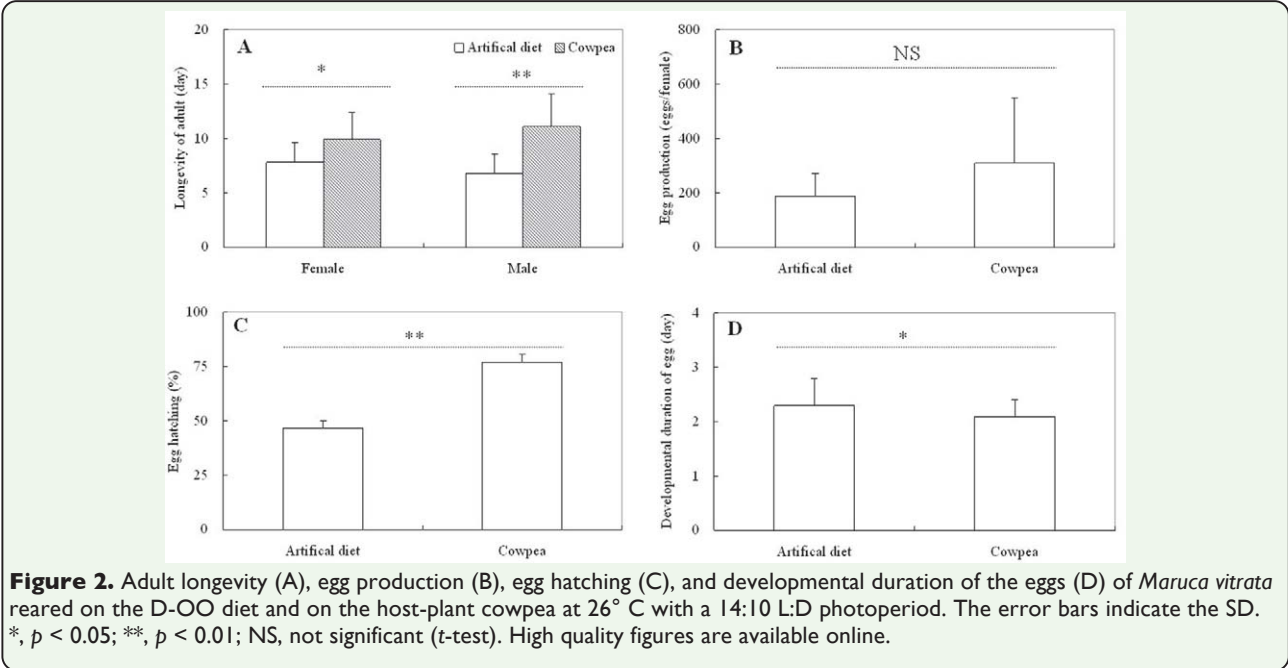 A
Artifical diet Cowpea
Longevity of adult (day)
20
15
10
5
0
*
**
Female Male
B
Egg production (eggs/female)
800
600
400
200
0
NS
Artifical diet Cowpea
C
Egg hatching (%)
100
75
50
25
0
**
Artifical diet Cowpea
D
Developmental duration of egg (day)
4
3
2
1
0
*
Artifical diet Cowpea
Figure 2. Adult longevity (A), egg production (B), egg hatching (C), and developmental duration of the eggs (D) of Maruca vitrata
reared on the D-OO diet and on the host-plant cowpea at 26° C with a 14:10 L:D photoperiod. The error bars indicate the SD.
*, p < 0.05; **, p < 0.01; NS, not significant (t-test). High quality figures are available online.